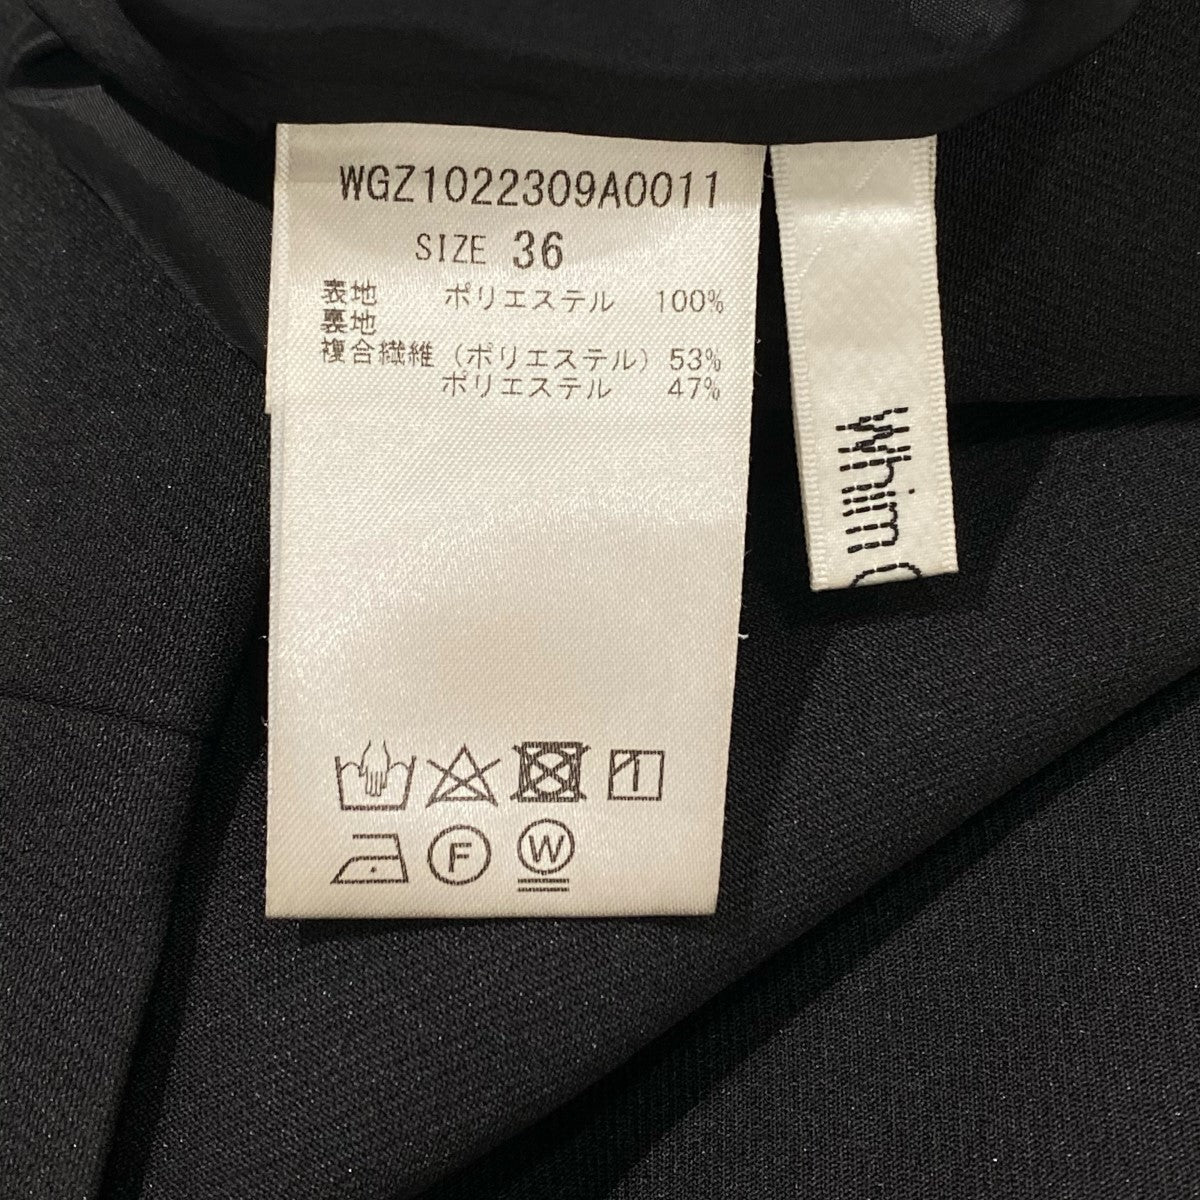 WGZ1022309A0011
SIZE 36
表地 ポリエステル 100%
裏地
複合繊維 (ポリエステル) 53%
ポリエステル 47%
1
F
W
Whim